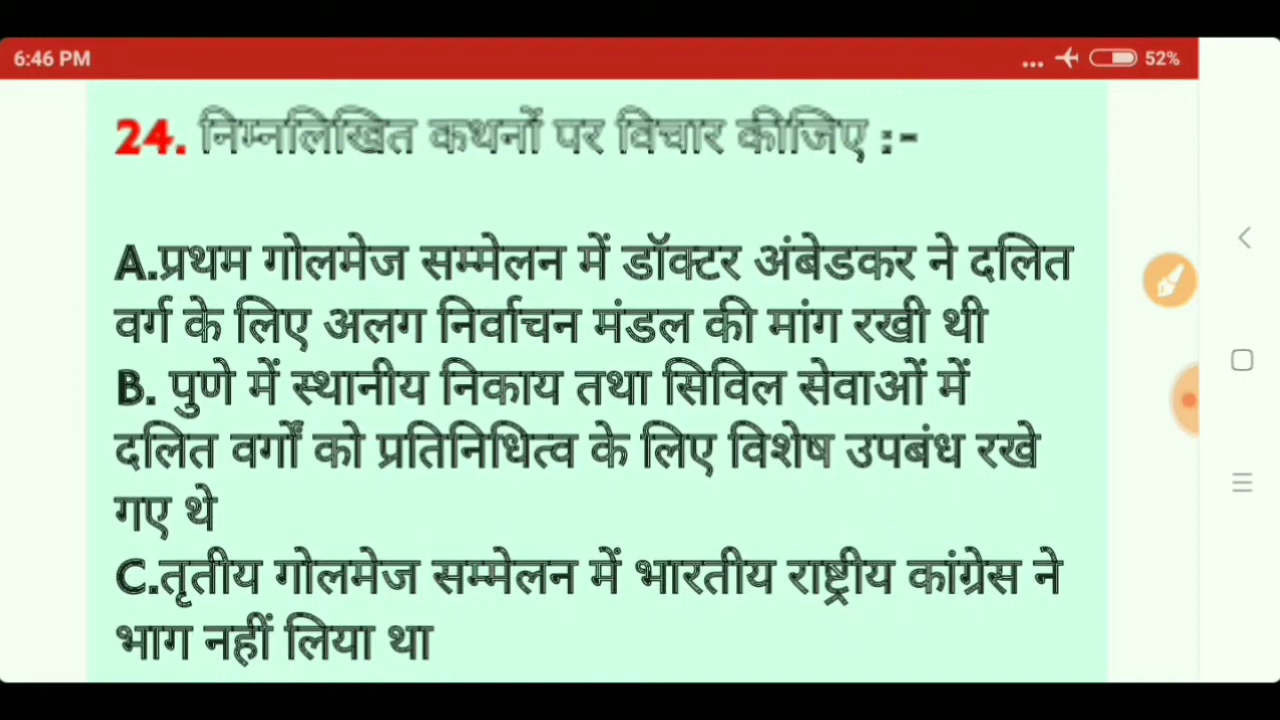 6:46 PM
52%
24. निम्नलिखित कथनों पर विचार कीजिए :-
A.प्रथम गोलमेज सम्मेलन में डॉक्टर अंबेडकर ने दलित
वर्ग के लिए अलग निर्वाचन मंडल की मांग रखी थी
B. पुणे में स्थानीय निकाय तथा सिविल सेवाओं में
दलित वर्गों को प्रतिनिधित्व के लिए विशेष उपबंध रखे
गए थे
C.तृतीय गोलमेज सम्मेलन में भारतीय राष्ट्रीय कांग्रेस ने
भाग नहीं लिया था